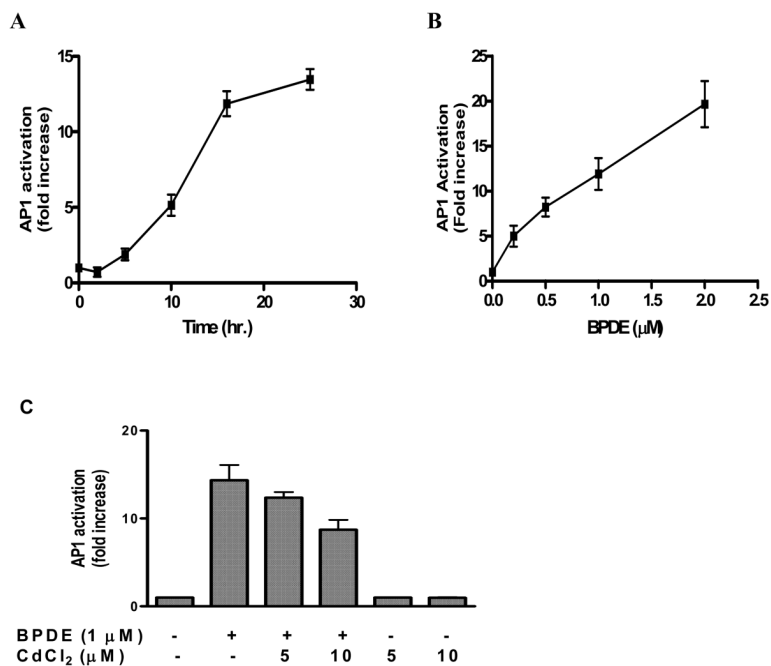 A
15
10
5
0
AP1 activation
(fold increase)
0 10 20 30
Time (hr.)
B
25
20
15
10
5
0
AP1 Activation
(Fold increase)
0.0 0.5 1.0 1.5 2.0 2.5
BPDE (μM)
C
20
10
0
AP1 activation
(fold increase)
BPDE (1 μM) - + + + - -
CdCl₂ (μM) - - 5 10 5 10